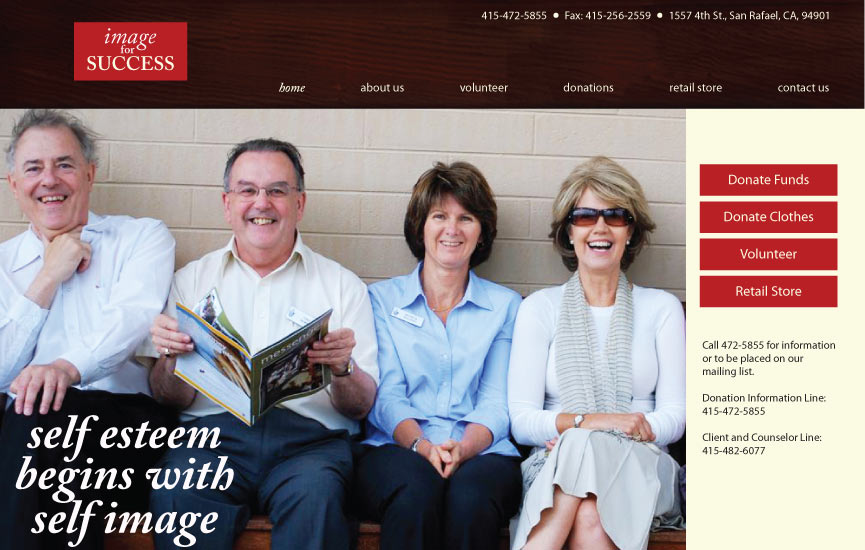 415-472-5855 ● Fax: 415-256-2559 ● 1557 4th St., San Rafael, CA, 94901
image
for
SUCCESS
home about us volunteer donations retail store contact us
messenger
self esteem
begins with
self image
Donate Funds
Donate Clothes
Volunteer
Retail Store
Call 472-5855 for information
or to be placed on our
mailing list.
Donation Information Line:
415-472-5855
Client and Counselor Line:
415-482-6077